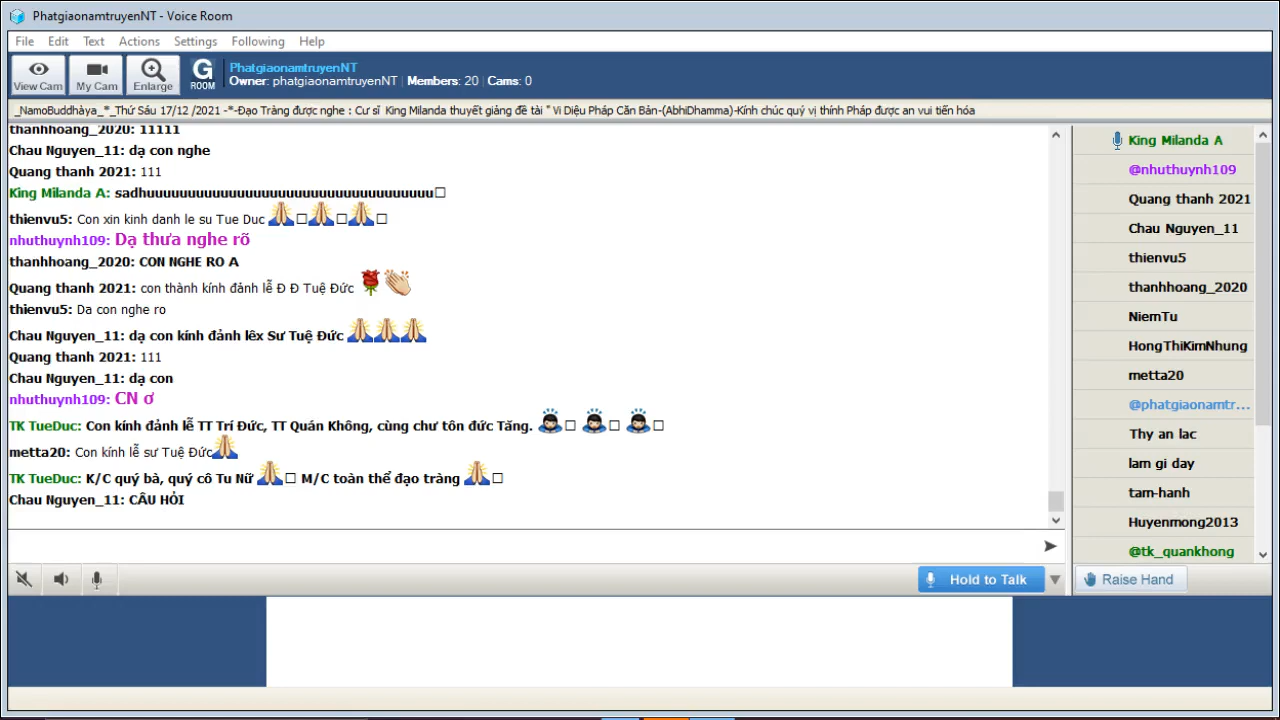 PhatgiaonamtruyenNT - Voice Room
File Edit Text Actions Settings Following Help
View Cam My Cam Enlarge G ROOM
PhatgiaonamtruyenNT
Owner: phatgiaonamtruyenNT | Members: 20 | Cams: 0
_NamoBuddhàya_*_Thứ Sáu 17/12 /2021 -*-Đạo Tràng được nghe : Cư sĩ King Milanda thuyết giảng đề tài " Vi Diệu Pháp Căn Bản-(AbhiDhamma)-Kính chúc quý vị thính Pháp được an vui tiến hóa
thanhhoang_2020: 11111
Chau Nguyen_11: dạ con nghe
Quang thanh 2021: 111
King Milanda A: sadhuuuuuuuuuuuuuuuuuuuuuuuuuuuuuuuuuuu
thienvu5: Con xin kinh danh le su Tue Duc
nhuthuynh109: Dạ thưa nghe rõ
thanhhoang_2020: CON NGHE RO A
Quang thanh 2021: con thành kính đảnh lễ Đ Đ Tuệ Đức
thienvu5: Da con nghe ro
Chau Nguyen_11: dạ con kính đảnh lêx Sư Tuệ Đức
Quang thanh 2021: 111
Chau Nguyen_11: dạ con
nhuthuynh109: CN ơ
TK TueDuc: Con kính đảnh lễ TT Trí Đức, TT Quán Không, cùng chư tôn đức Tăng.
metta20: Con kính lễ sư Tuệ Đức
TK TueDuc: K/C quý bà, quý cô Tu Nữ M/C toàn thể đạo tràng
Chau Nguyen_11: CÂU HỎI
Hold to Talk
King Milanda A
@nhuthuynh109
Quang thanh 2021
Chau Nguyen_11
thienvu5
thanhhoang_2020
NiemTu
HongThiKimNhung
metta20
@phatgiaonamtr...
Thy an lac
lam gi day
tam-hanh
Huyenmong2013
@tk_quankhong
Raise Hand